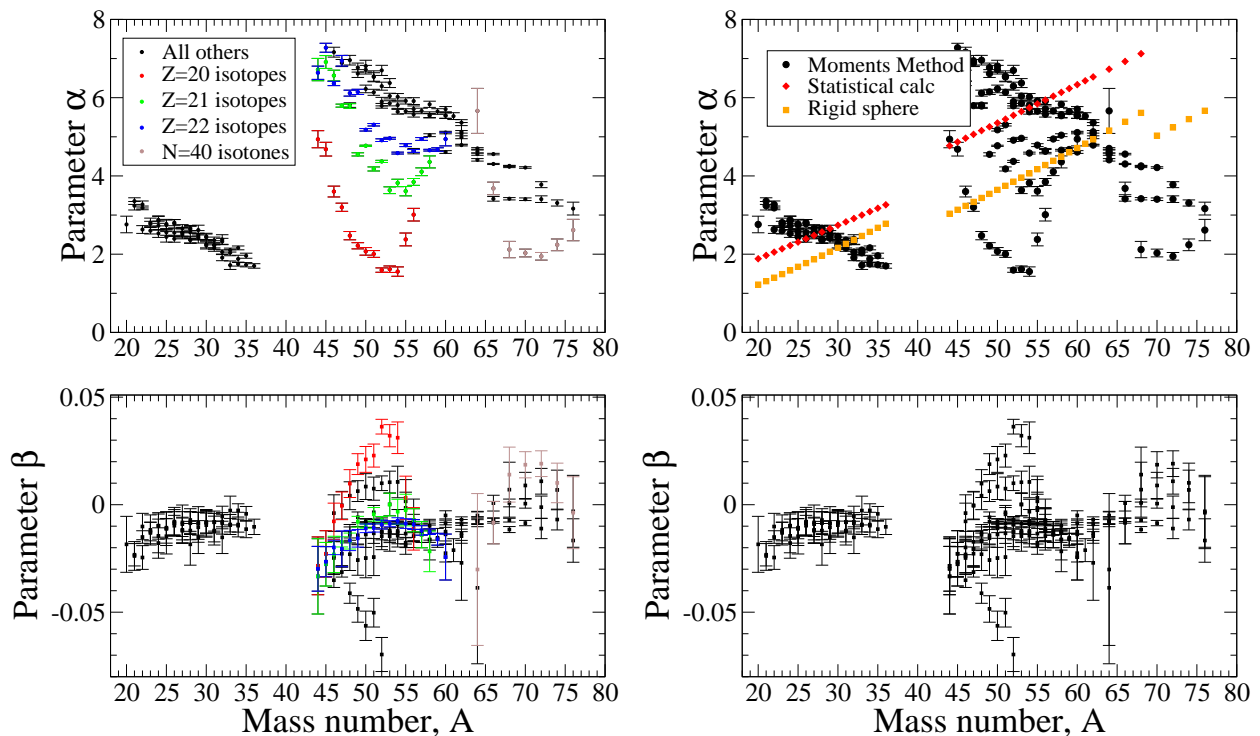 8
6
4
2
0
Parameter α
All others
Z=20 isotopes
Z=21 isotopes
Z=22 isotopes
N=40 isotones
20 25 30 35 40 45 50 55 60 65 70 75 80
Parameter α
Moments Method
Statistical calc
Rigid sphere
8
6
4
2
0
20 25 30 35 40 45 50 55 60 65 70 75 80
0.05
0
-0.05
Parameter β
20 25 30 35 40 45 50 55 60 65 70 75 80
Mass number, A
0.05
0
-0.05
Parameter β
20 25 30 35 40 45 50 55 60 65 70 75 80
Mass number, A